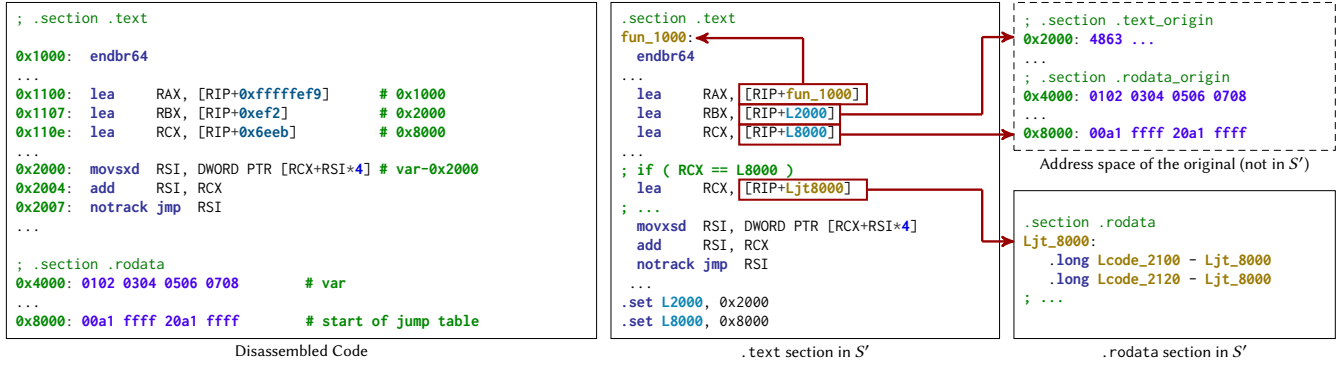 ; .section .text
0x1000: endbr64
...
0x1100: lea RAX, [RIP+0xfffffef9] # 0x1000
0x1107: lea RBX, [RIP+0xef2] # 0x2000
0x110e: lea RCX, [RIP+0x6eeb] # 0x8000
...
0x2000: movsxd RSI, DWORD PTR [RCX+RSI*4] # var-0x2000
0x2004: add RSI, RCX
0x2007: notrack jmp RSI
...
; .section .rodata
0x4000: 0102 0304 0506 0708 # var
...
0x8000: 00a1 ffff 20a1 ffff # start of jump table
Disassembled Code
.section .text
fun_1000:
endbr64
...
lea RAX, [RIP+fun_1000]
lea RBX, [RIP+L2000]
lea RCX, [RIP+L8000]
...
; if ( RCX == L8000 )
lea RCX, [RIP+Ljt8000]
; ...
movxsd RSI, DWORD PTR [RCX+RSI*4]
add RSI, RCX
notrack jmp RSI
...
.set L2000, 0x2000
.set L8000, 0x8000
.text section in S′
; .section .text_origin
0x2000: 4863 ...
...
; .section .rodata_origin
0x4000: 0102 0304 0506 0708
...
0x8000: 00a1 ffff 20a1 ffff
Address space of the original (not in S′)
.section .rodata
Ljt_8000:
.long Lcode_2100 - Ljt_8000
.long Lcode_2120 - Ljt_8000
; ...
.rodata section in S′